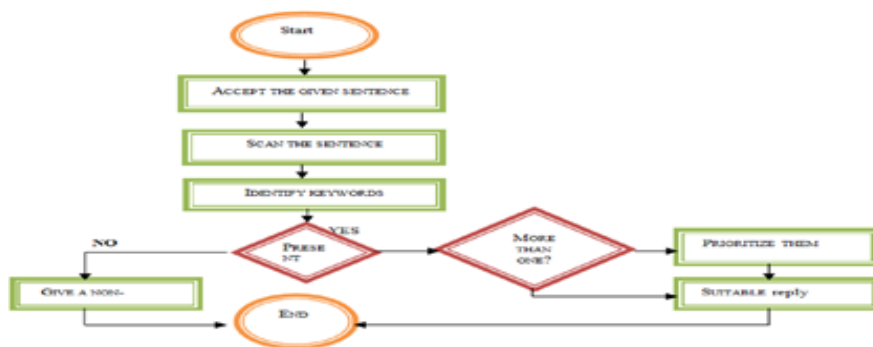 Start
ACCEPT THE GIVEN SENTENCE
SCAN THE SENTENCE
IDENTIFY KEYWORDS
YES
NO
PRESE
NT
MORE
THAN
ONE?
PRIORITIZE THEM
GIVE A NON-
SUITABLE reply
END